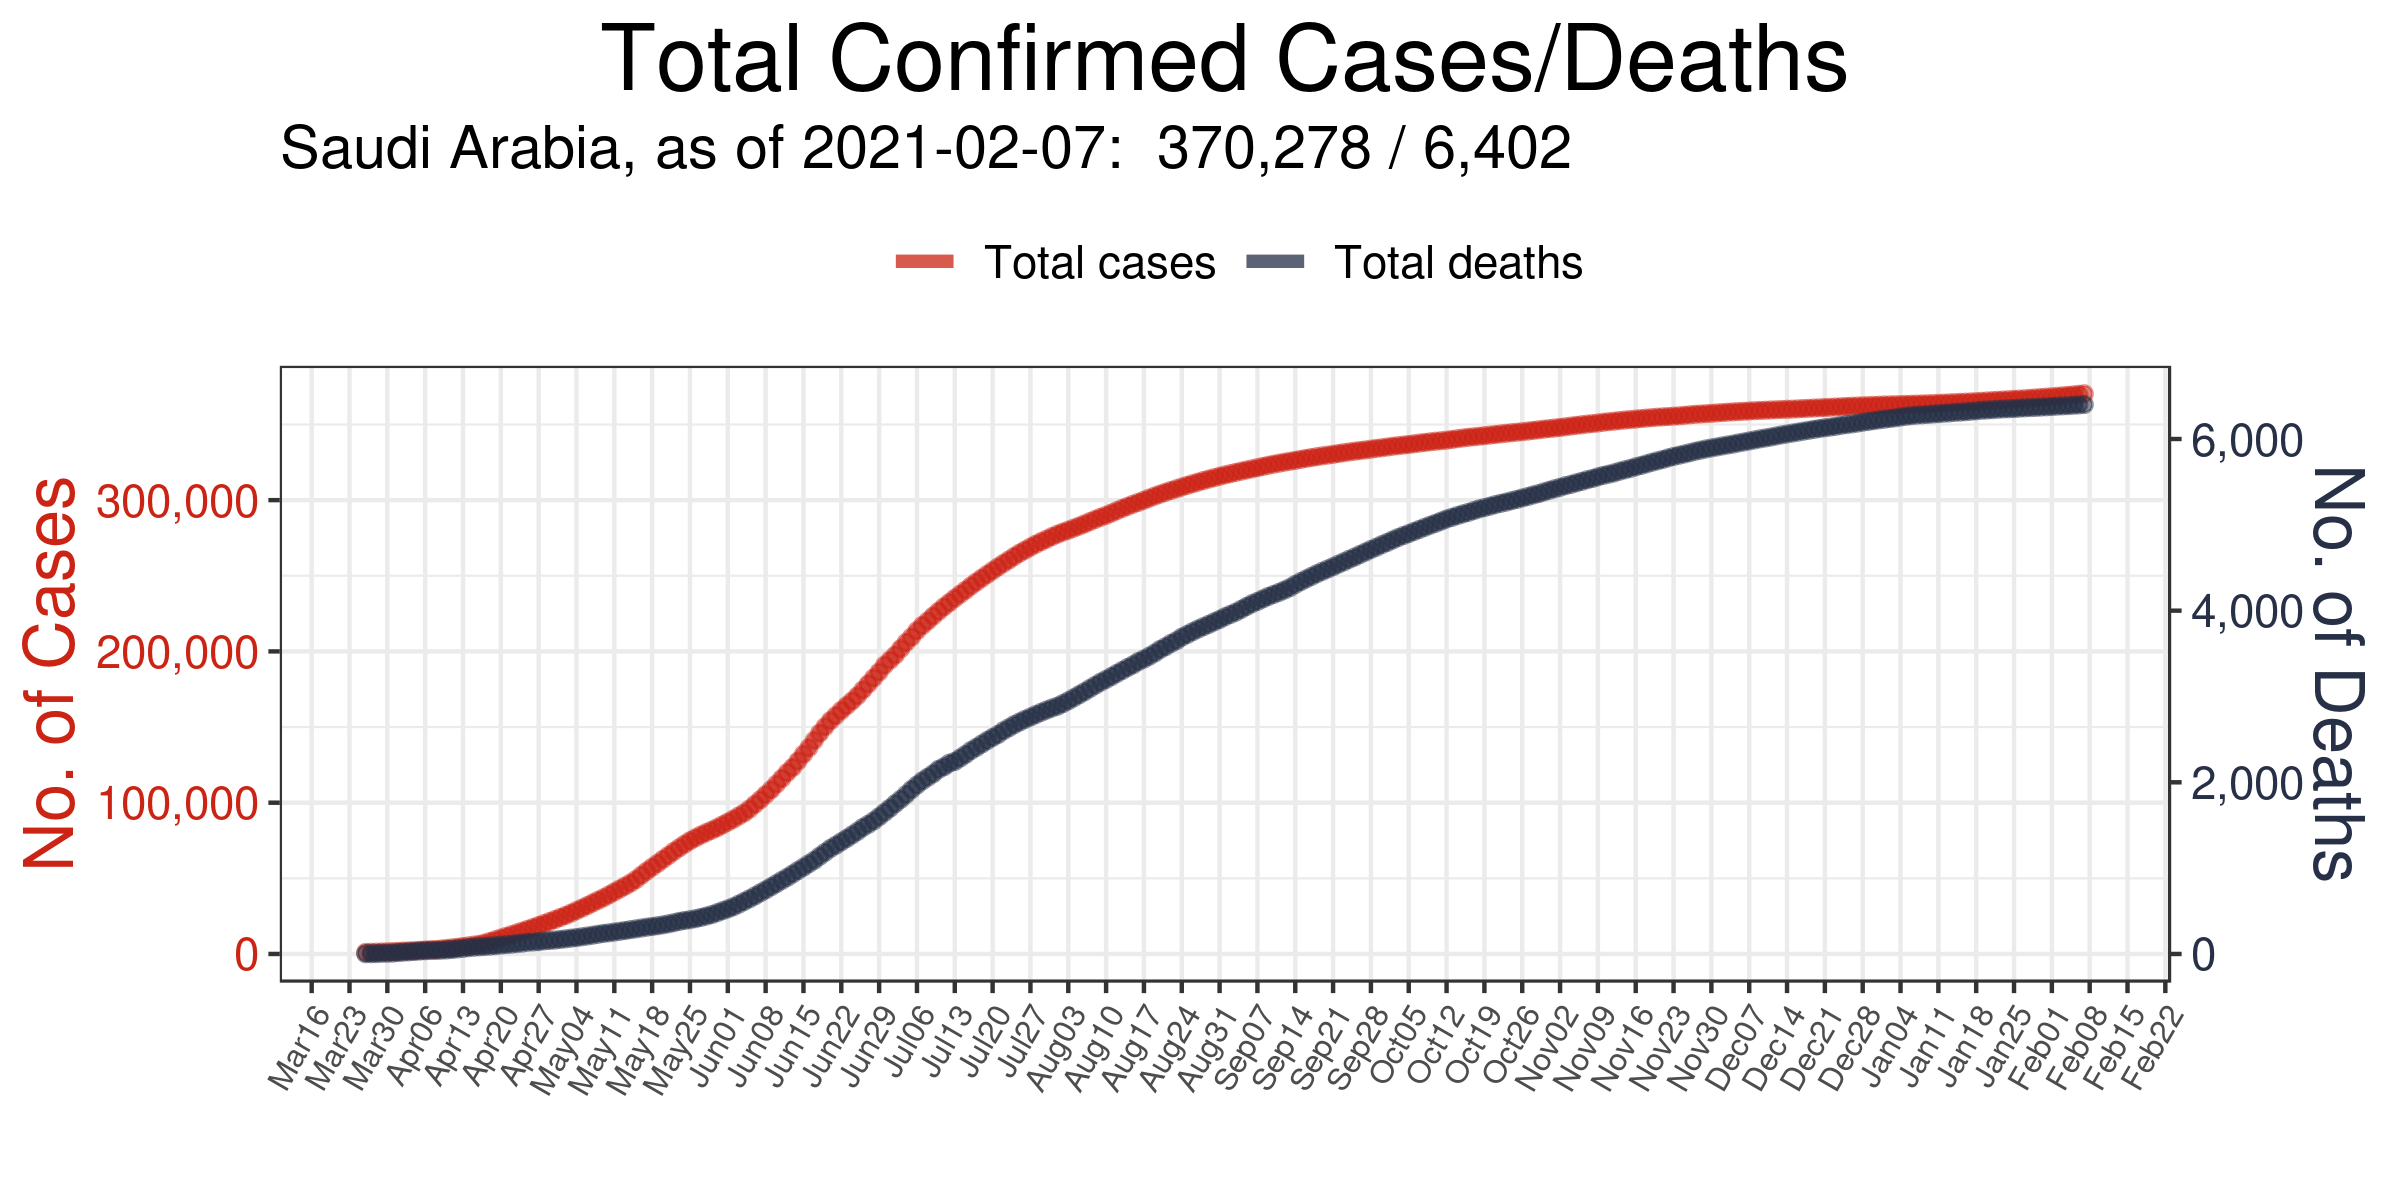 Total Confirmed Cases/Deaths
Saudi Arabia, as of 2021-02-07:  370,278 / 6,402
Total cases
Total deaths
No. of Cases
300,000
200,000
100,000
0
6,000
4,000
2,000
0
No. of Deaths
Mar16
Mar23
Mar30
Apr06
Apr13
Apr20
Apr27
May04
May11
May18
May25
Jun01
Jun08
Jun15
Jun22
Jun29
Jul06
Jul13
Jul20
Jul27
Aug03
Aug10
Aug17
Aug24
Aug31
Sep07
Sep14
Sep21
Sep28
Oct05
Oct12
Oct19
Oct26
Nov02
Nov09
Nov16
Nov23
Nov30
Dec07
Dec14
Dec21
Dec28
Jan04
Jan11
Jan18
Jan25
Feb01
Feb08
Feb15
Feb22